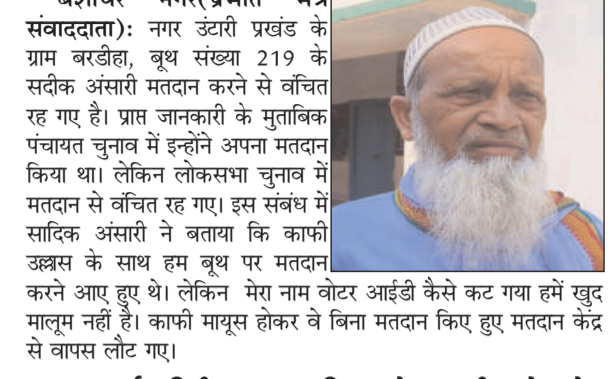 संवाददाता): नगर उंटारी प्रखंड के
ग्राम बरडीहा, बूथ संख्या 219 के
सदीक अंसारी मतदान करने से वंचित
रह गए है। प्राप्त जानकारी के मुताबिक
पंचायत चुनाव में इन्होंने अपना मतदान
किया था। लेकिन लोकसभा चुनाव में
मतदान से वंचित रह गए। इस संबंध में
सादिक अंसारी ने बताया कि काफी
उल्लास के साथ हम बूथ पर मतदान
करने आए हुए थे। लेकिन मेरा नाम वोटर आईडी कैसे कट गया हमें खुद
मालूम नहीं है। काफी मायूस होकर वे बिना मतदान किए हुए मतदान केंद्र
से वापस लौट गए।